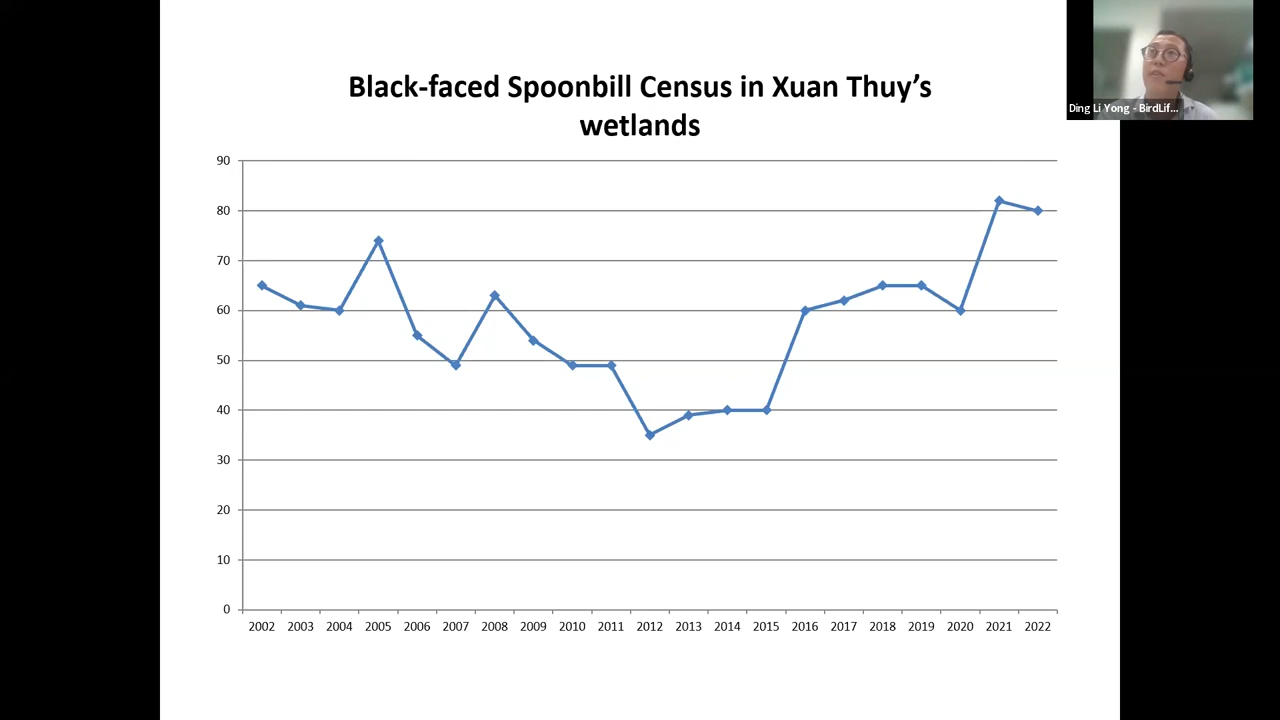 Black-faced Spoonbill Census in Xuan Thuy’s
wetlands
Ding Li Yong - BirdLif...
90
80
70
60
50
40
30
20
10
0
2002 2003 2004 2005 2006 2007 2008 2009 2010 2011 2012 2013 2014 2015 2016 2017 2018 2019 2020 2021 2022